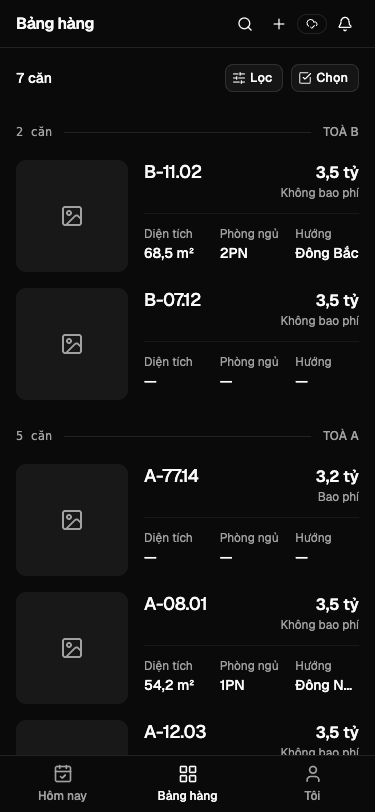 Bảng hàng
7 căn
Lọc
Chọn
2 căn
TOÀ B
B-11.02
3,5 tỷ
Không bao phí
Diện tích
Phòng ngủ
Hướng
68,5 m²
2PN
Đông Bắc
B-07.12
3,5 tỷ
Không bao phí
Diện tích
Phòng ngủ
Hướng
—
—
—
5 căn
TOÀ A
A-77.14
3,2 tỷ
Bao phí
Diện tích
Phòng ngủ
Hướng
—
—
—
A-08.01
3,5 tỷ
Không bao phí
Diện tích
Phòng ngủ
Hướng
54,2 m²
1PN
Đông N...
A-12.03
3,5 tỷ
Không bao phí
Hôm nay
Bảng hàng
Tôi